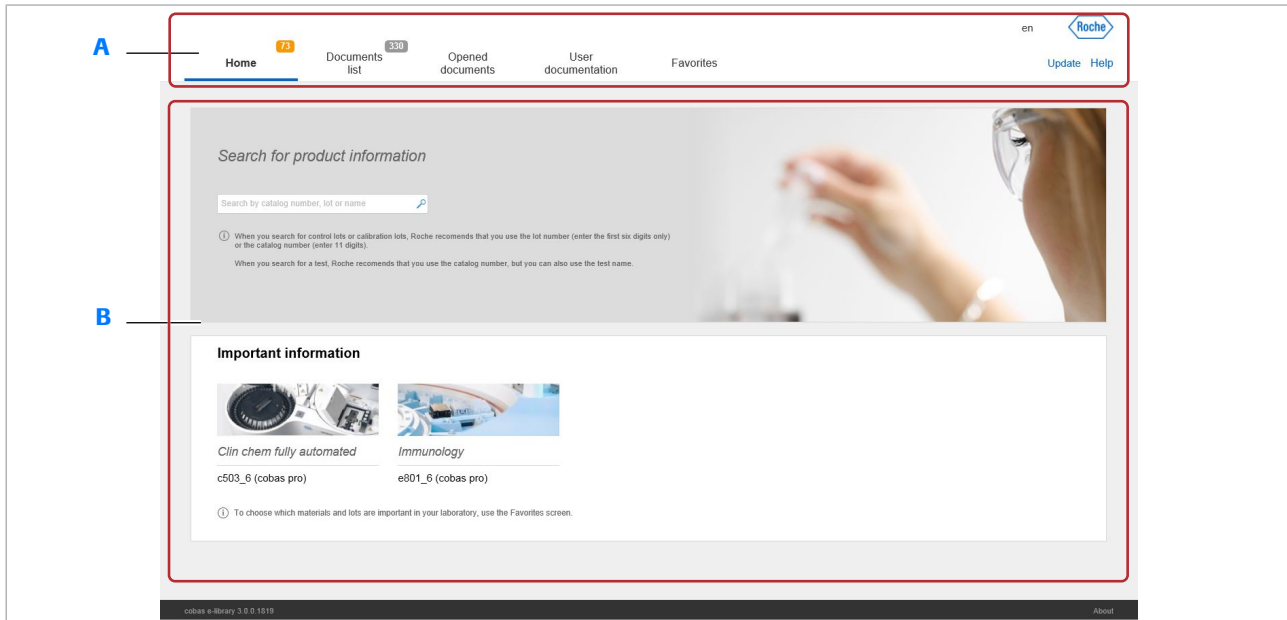 A
en
Roche
73
330
Home
Documents
list
Opened
documents
User
documentation
Favorites
Update Help
Search for product information
Search by catalog number, lot or name
When you search for control lots or calibration lots, Roche recomends that you use the lot number (enter the first six digits only)
or the catalog number (enter 11 digits).
When you search for a test, Roche recomends that you use the catalog number, but you can also use the test name.
B
Important information
Clin chem fully automated
c503_6 (cobas pro)
Immunology
e801_6 (cobas pro)
To choose which materials and lots are important in your laboratory, use the Favorites screen.
cobas e-library 3.0.0.1819
About